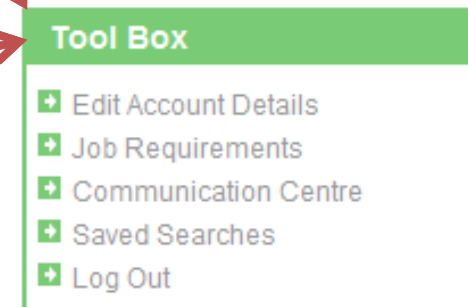 Tool Box
Edit Account Details
Job Requirements
Communication Centre
Saved Searches
Log Out